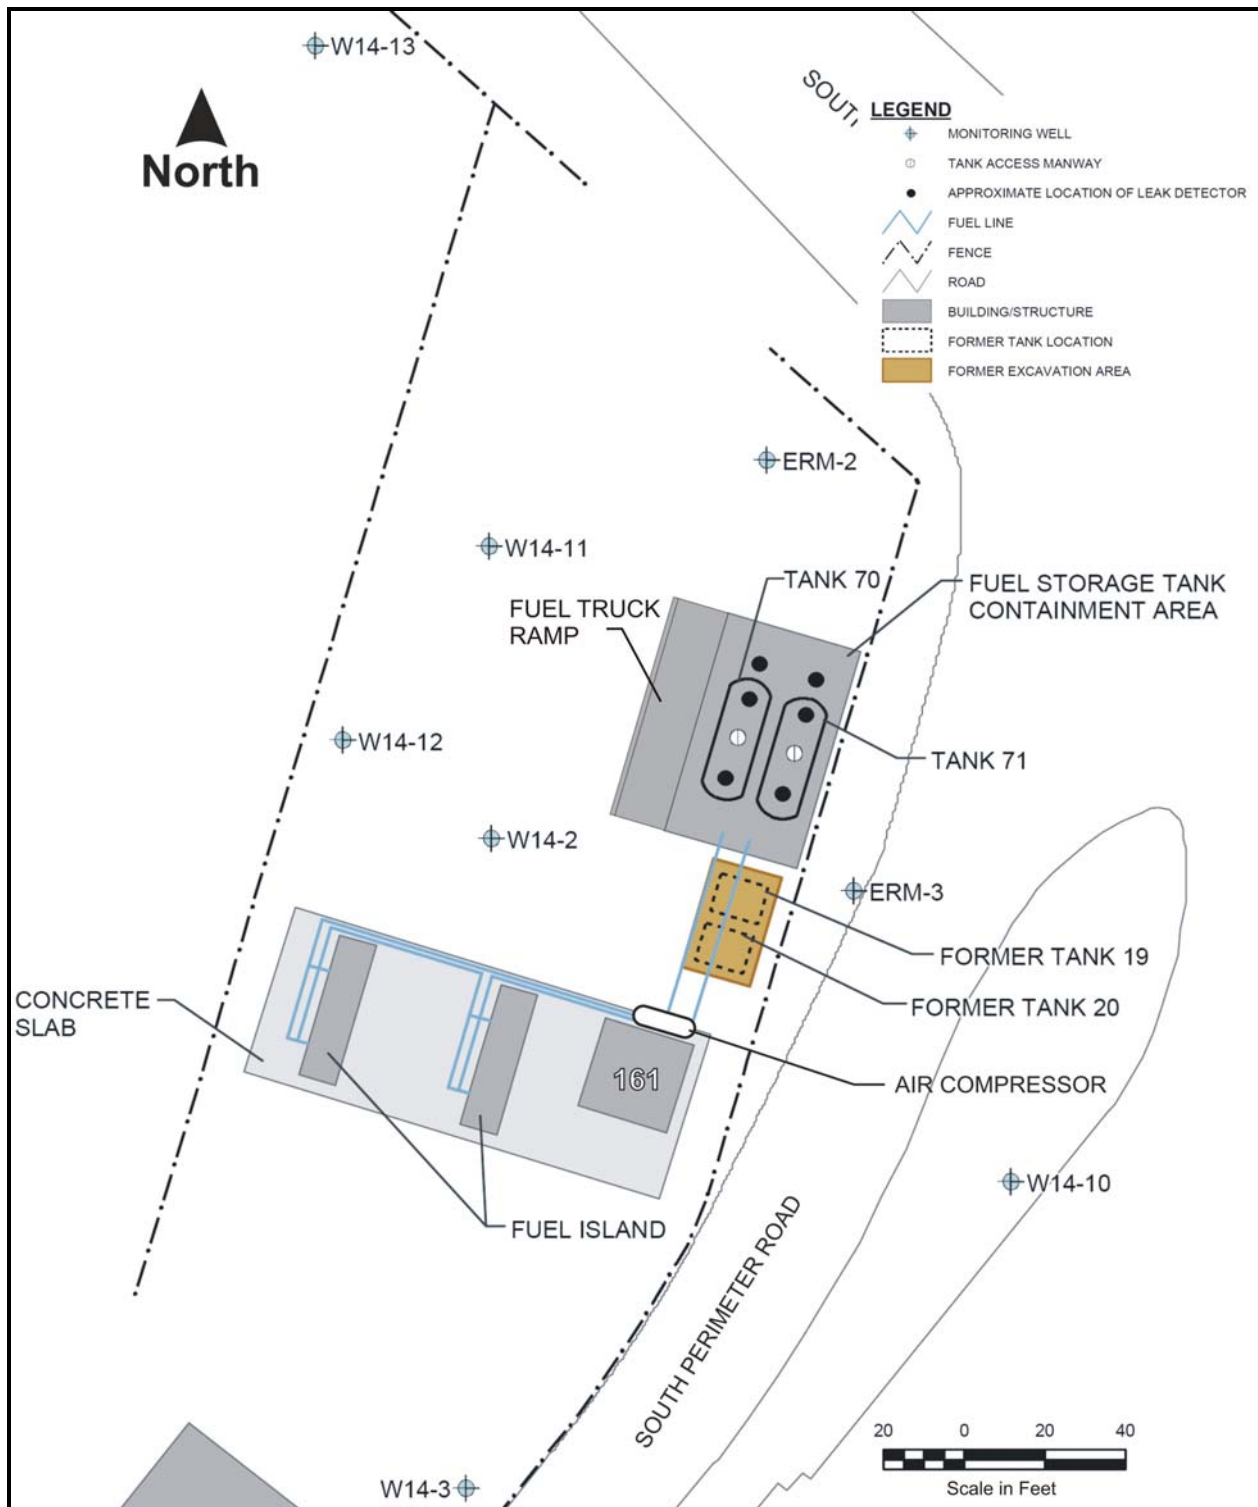 W14-13
North
SOUT
LEGEND
MONITORING WELL
TANK ACCESS MANWAY
APPROXIMATE LOCATION OF LEAK DETECTOR
FUEL LINE
FENCE
ROAD
BUILDING/STRUCTURE
FORMER TANK LOCATION
FORMER EXCAVATION AREA
ERM-2
W14-11
TANK 70
FUEL STORAGE TANK
CONTAINMENT AREA
FUEL TRUCK
RAMP
W14-12
TANK 71
W14-2
ERM-3
FORMER TANK 19
CONCRETE
SLAB
FORMER TANK 20
161
AIR COMPRESSOR
W14-10
FUEL ISLAND
SOUTH PERIMETER ROAD
20 0 20 40
Scale in Feet
W14-3